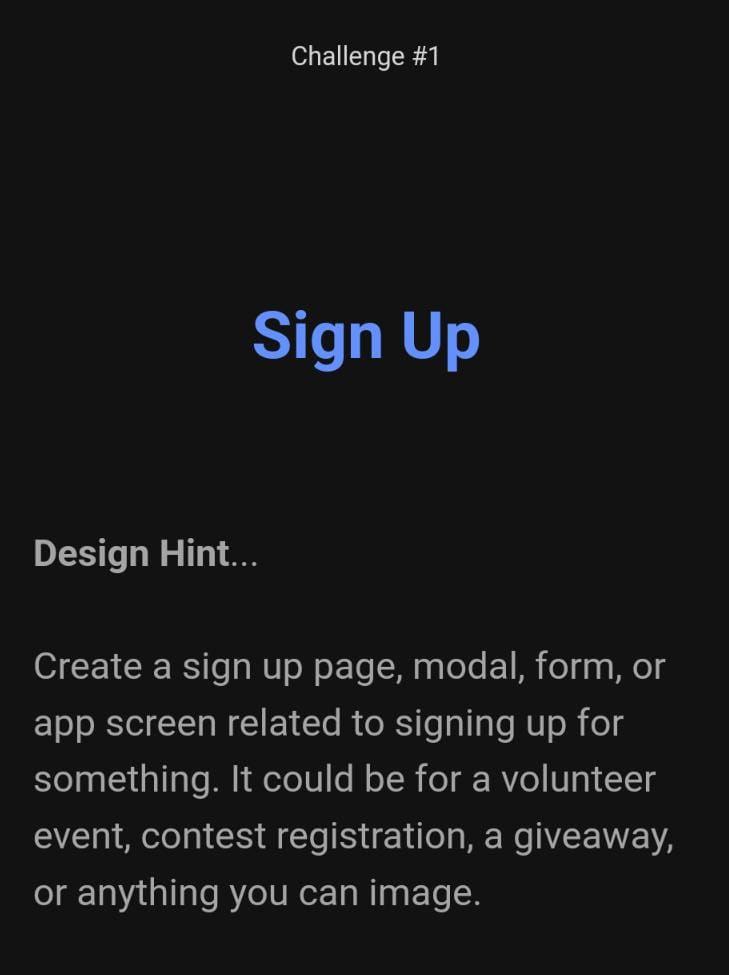 Challenge #1
Sign Up
Design Hint...
Create a sign up page, modal, form, or
app screen related to signing up for
something. It could be for a volunteer
event, contest registration, a giveaway,
or anything you can image.